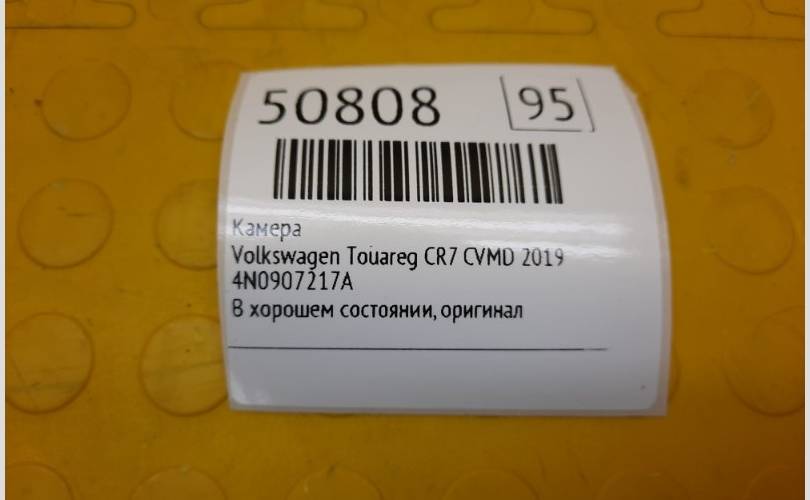 50808 95
Камера
Volkswagen Touareg CR7 CVMD 2019
4N0907217A
В хорошем состоянии, оригинал